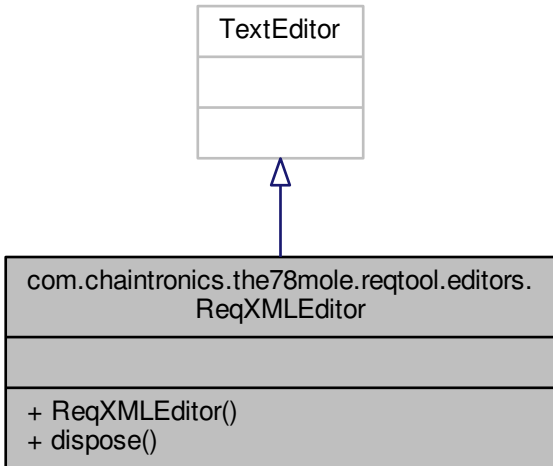 TextEditor
com.chaintronics.the78mole.reqtool.editors.
ReqXMLEditor
+ ReqXMLEditor()
+ dispose()